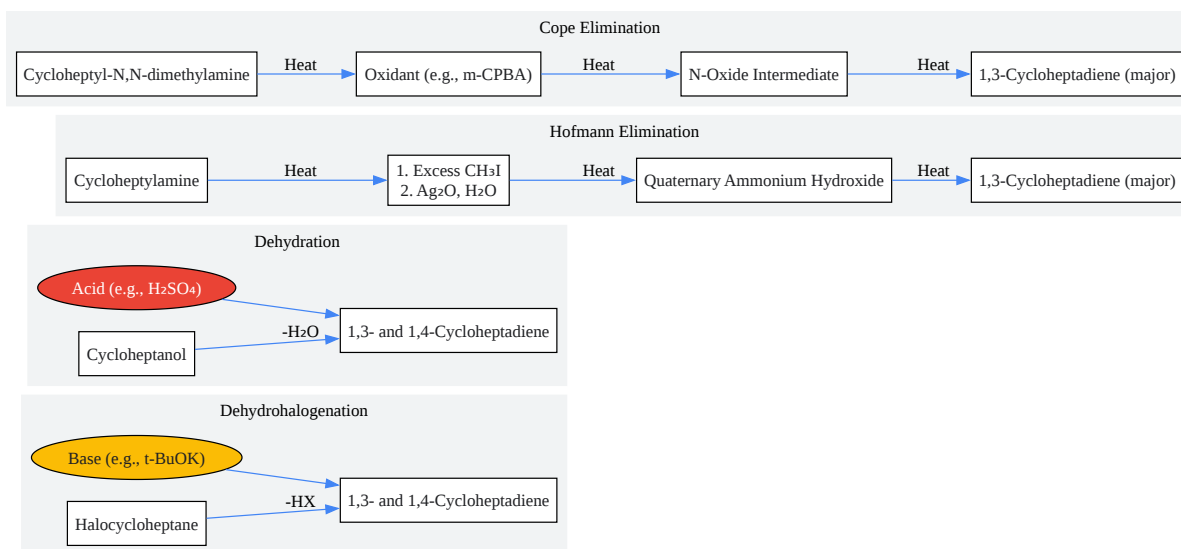 Cope Elimination
Cycloheptyl-N,N-dimethylamine
Heat
Oxidant (e.g., m-CPBA)
Heat
N-Oxide Intermediate
Heat
1,3-Cycloheptadiene (major)
Hofmann Elimination
Cycloheptylamine
Heat
1. Excess CH₃I
2. Ag₂O, H₂O
Heat
Quaternary Ammonium Hydroxide
Heat
1,3-Cycloheptadiene (major)
Dehydration
Acid (e.g., H₂SO₄)
Cycloheptanol
-H₂O
1,3- and 1,4-Cycloheptadiene
Dehydrohalogenation
Base (e.g., t-BuOK)
Halocycloheptane
-HX
1,3- and 1,4-Cycloheptadiene